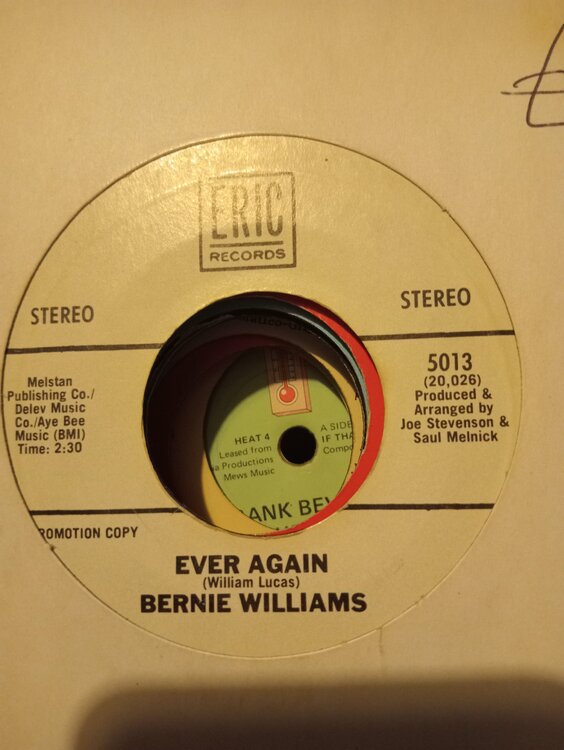 ERIC
RECORDS
STEREO
STEREO
Melstan
Publishing Co./
Delev Music
Co./Aye Bee
Music (BMI)
Time: 2:30
5013
(20,026)
Produced &
Arranged by
Joe Stevenson &
Saul Melnick
HEAT 4
Leased from
Productions
Mews Music
A SIDE
IF
ANK
ROMOTION COPY
EVER AGAIN
(William Lucas)
BERNIE WILLIAMS